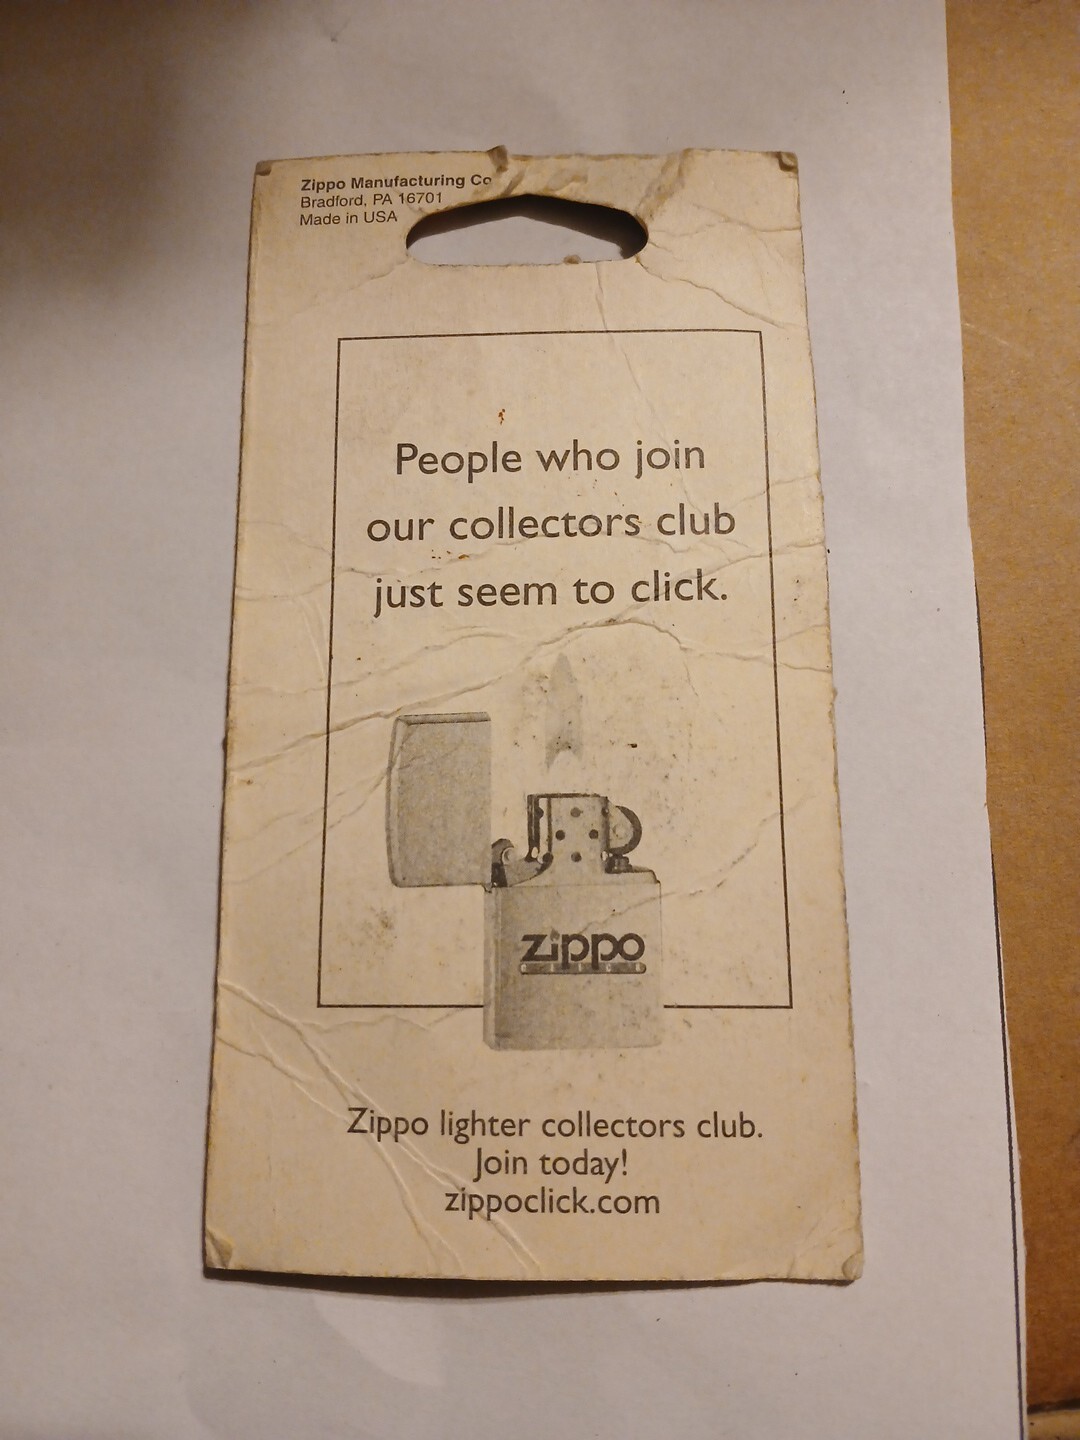 Zippo Manufacturing Co
Bradford, PA 16701
Made in USA
People who join
our collectors club
just seem to click.
zippo
Zippo lighter collectors club.
Join today!
zippoclick.com